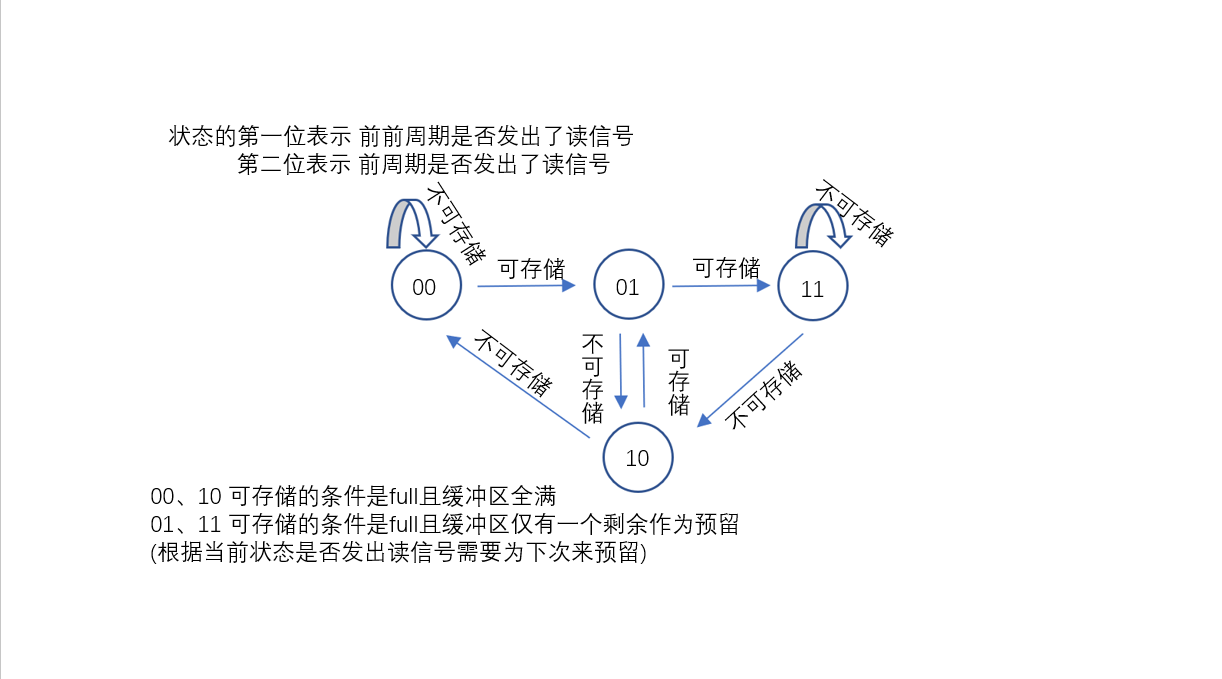 状态的第一位表示 前前周期是否发出了读信号
第二位表示 前周期是否发出了读信号
不可存储
不可存储
00
可存储
01
可存储
11
不可存储
不可存储
可存储
不可存储
10
00、10 可存储的条件是full且缓冲区全满
01、11 可存储的条件是full且缓冲区仅有一个剩余作为预留
(根据当前状态是否发出读信号需要为下次来预留)